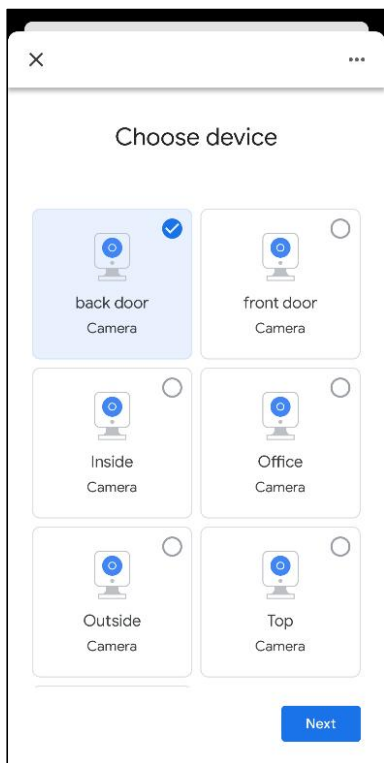 Choose device
back door
Camera
front door
Camera
Inside
Camera
Office
Camera
Outside
Camera
Top
Camera
Next